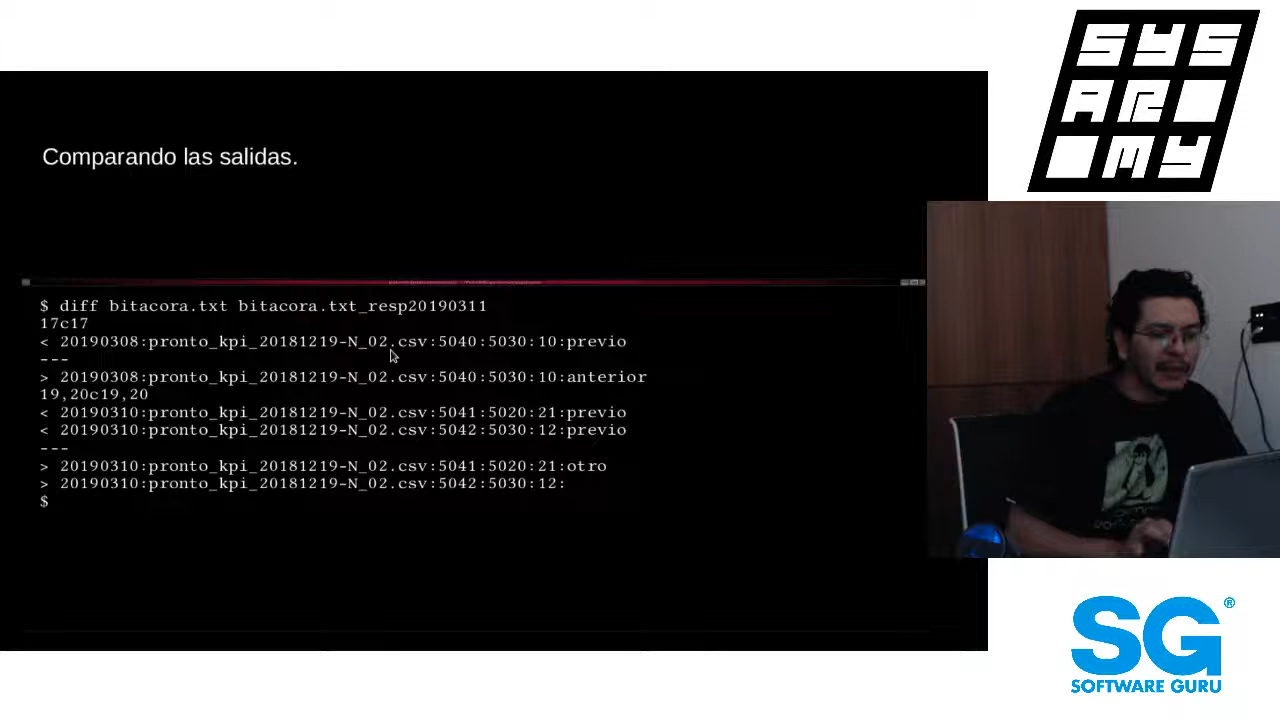 SYS
AR
MY
Comparando las salidas.
$ diff bitacora.txt bitacora.txt_resp20190311
17c17
< 20190308:pronto_kpi_20181219-N_02.csv:5040:5030:10:previo
---
> 20190308:pronto_kpi_20181219-N_02.csv:5040:5030:10:anterior
19,20c19,20
< 20190310:pronto_kpi_20181219-N_02.csv:5041:5020:21:previo
< 20190310:pronto_kpi_20181219-N_02.csv:5042:5030:12:previo
---
> 20190310:pronto_kpi_20181219-N_02.csv:5041:5020:21:otro
> 20190310:pronto_kpi_20181219-N_02.csv:5042:5030:12:
$
SG®
SOFTWARE GURU